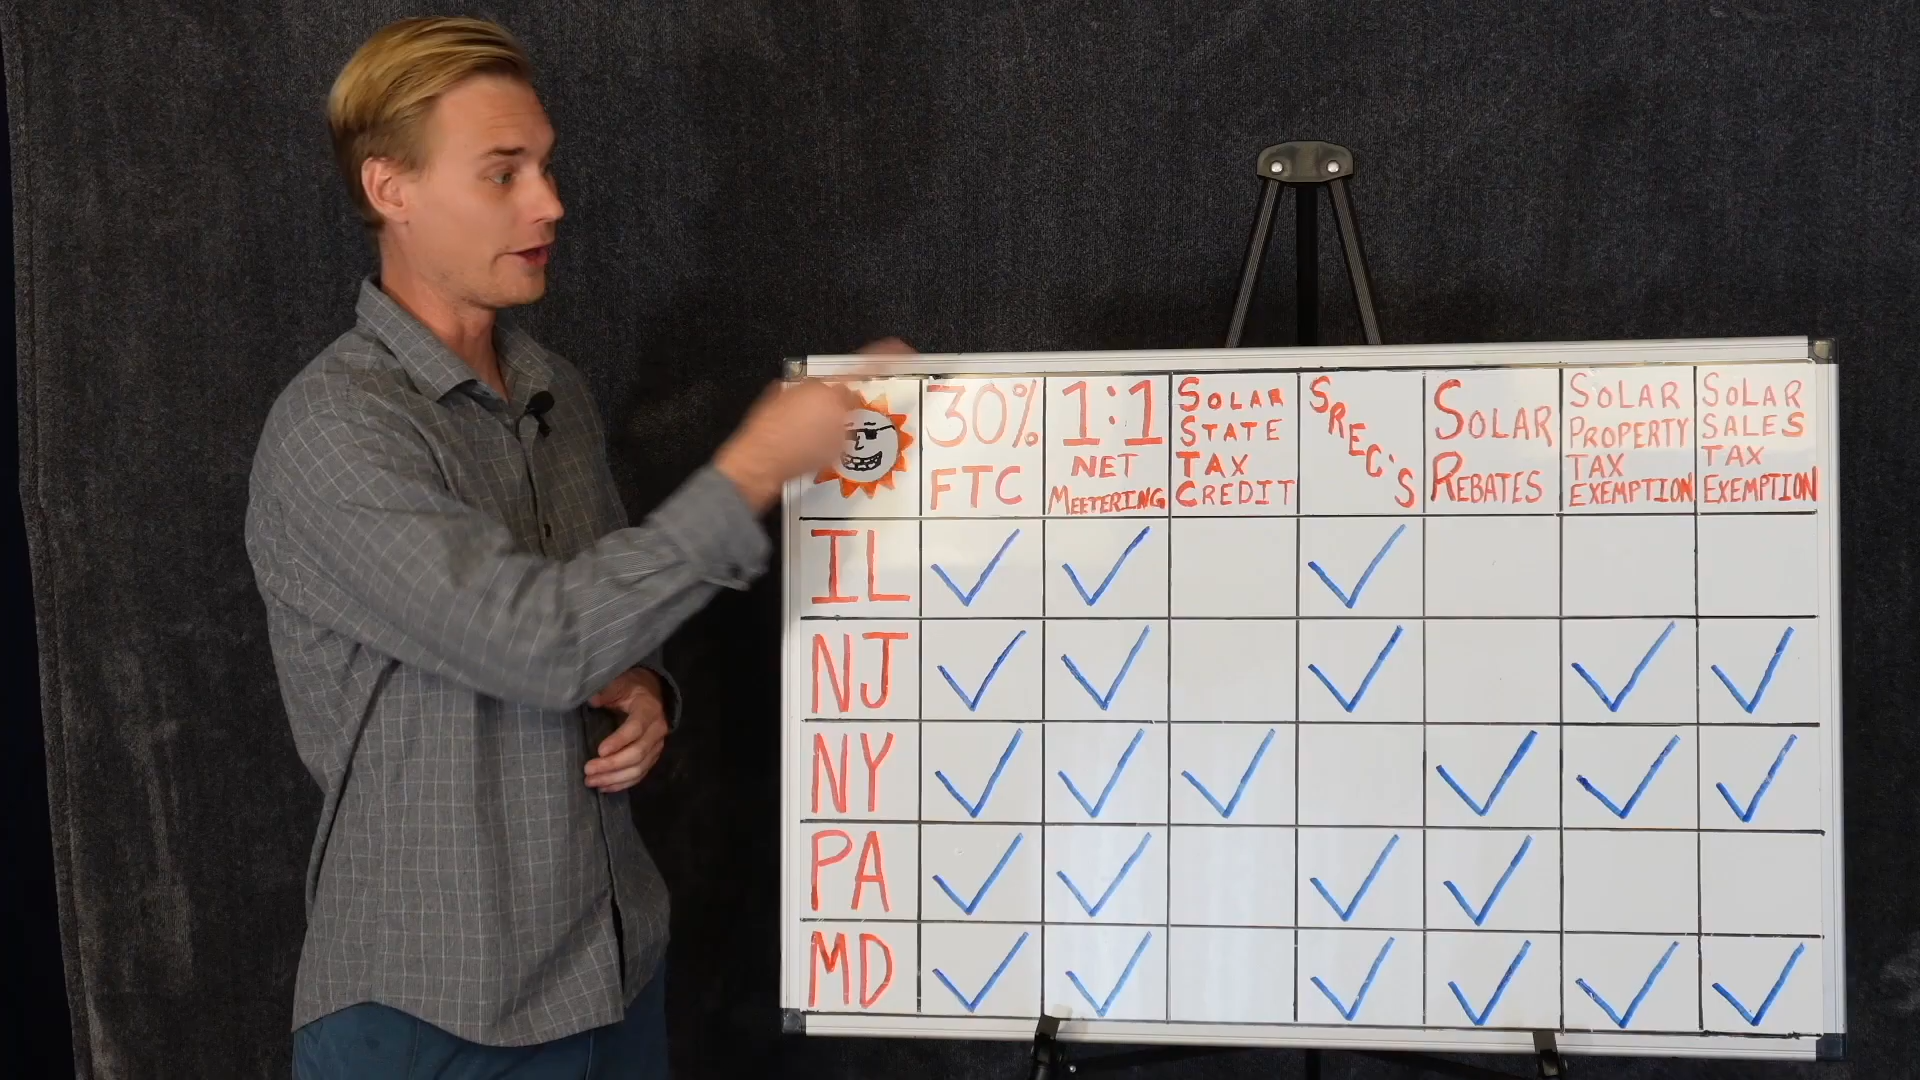 30%
FTC
1:1
NET
MEETERING
SOLAR
STATE
TAX
CREDIT
SREC'S
SOLAR
REBATES
SOLAR
PROPERTY
TAX
EXEMPTION
SOLAR
SALES
TAX
EXEMPTION
IL
NJ
NY
PA
MD